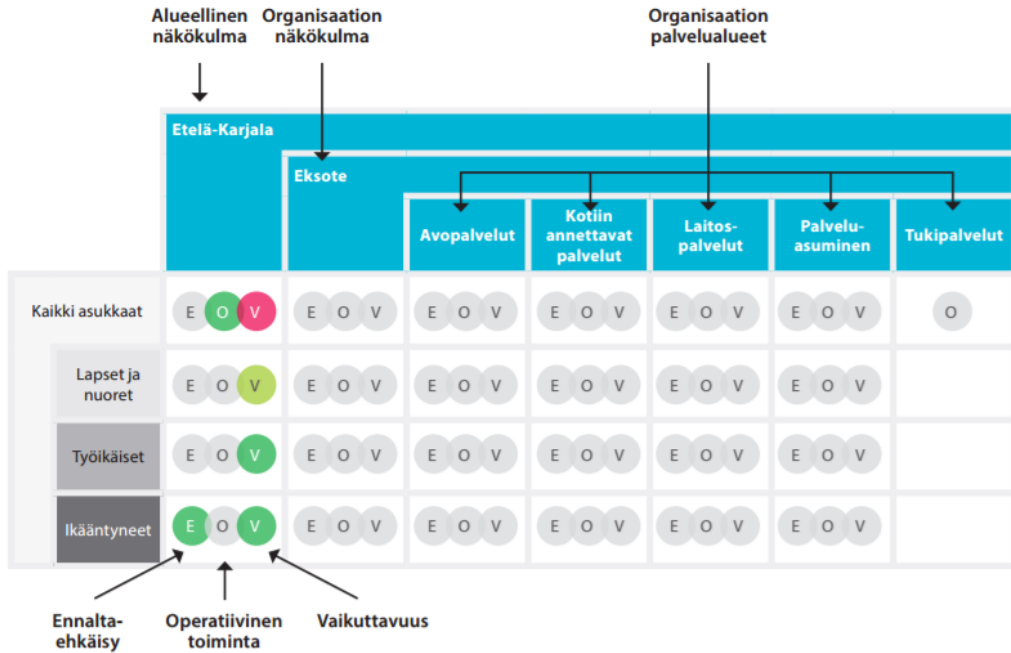 Alueellinen
näkökulma
Organisaation
näkökulma
Organisaation
palvelualueet
Etelä-Karjala
Eksote
Avopalvelut
Kotiin
annettavat
palvelut
Laitos-
palvelut
Palvelu-
asuminen
Tukipalvelut
Kaikki asukkaat
E O V E O V E O V E O V E O V E O V O
Lapset ja
nuoret
E O V E O V E O V E O V E O V E O V
Työikäiset
E O V E O V E O V E O V E O V E O V
Ikääntyneet
E O V E O V E O V E O V E O V E O V
Ennalta-
ehkäisy
Operatiivinen
toiminta
Vaikuttavuus